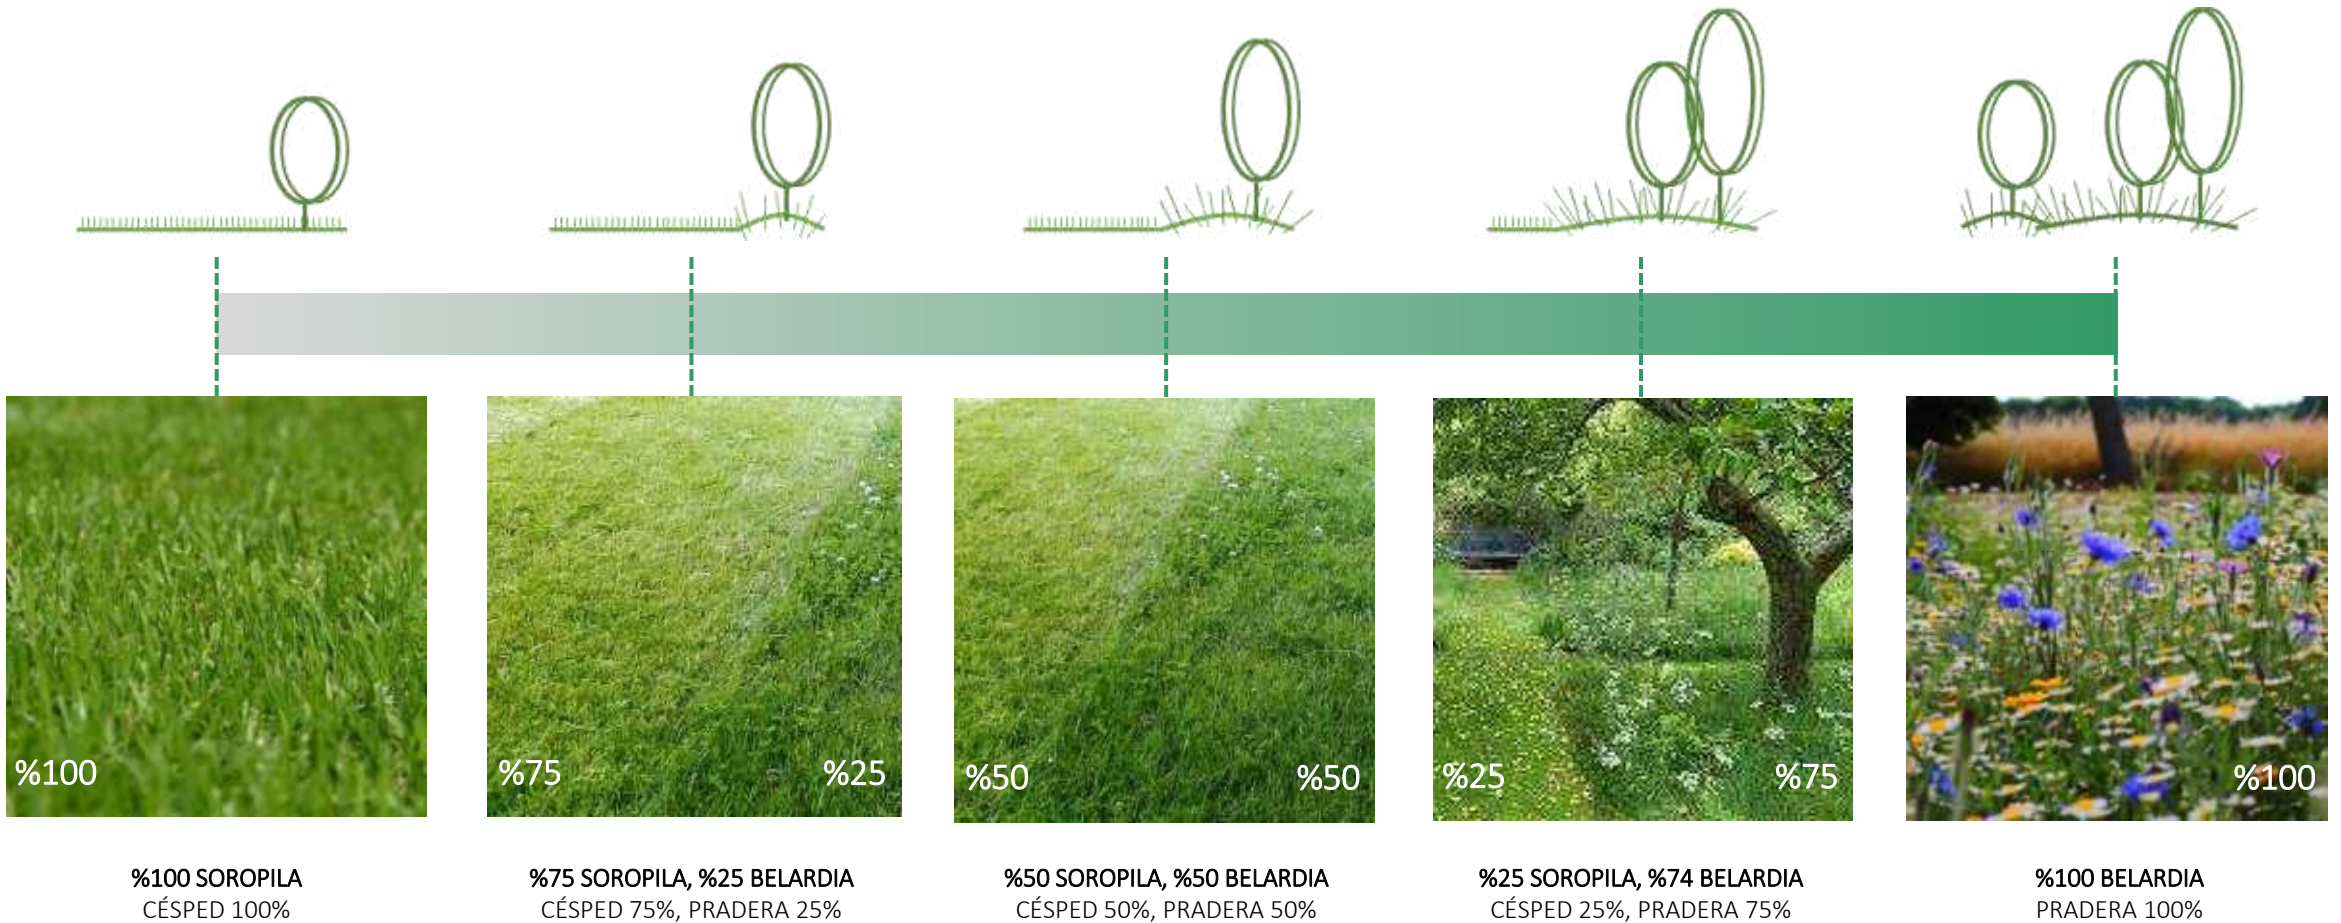 %100
%75
%25
%50
%50
%25
%75
%100
%100 SOROPILA
CÉSPED 100%
%75 SOROPILA, %25 BELARDIA
CÉSPED 75%, PRADERA 25%
%50 SOROPILA, %50 BELARDIA
CÉSPED 50%, PRADERA 50%
%25 SOROPILA, %74 BELARDIA
CÉSPED 25%, PRADERA 75%
%100 BELARDIA
PRADERA 100%